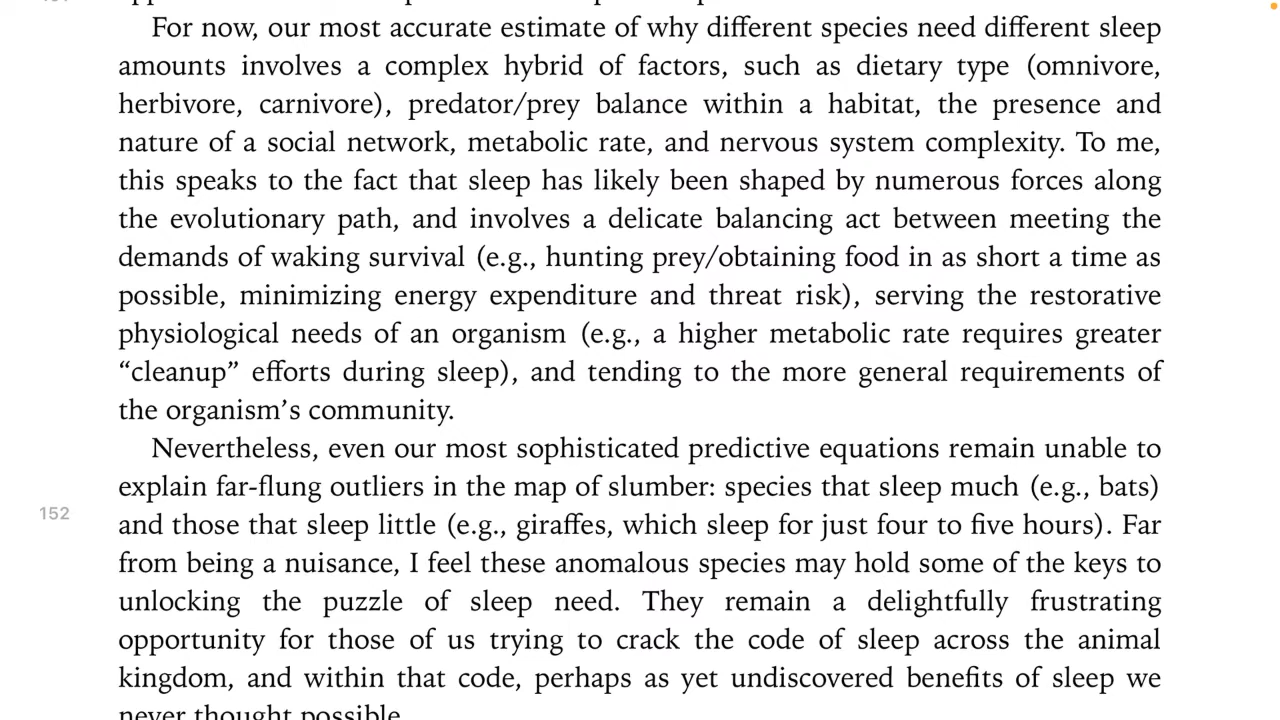 For now, our most accurate estimate of why different species need different sleep
amounts involves a complex hybrid of factors, such as dietary type (omnivore,
herbivore, carnivore), predator/prey balance within a habitat, the presence and
nature of a social network, metabolic rate, and nervous system complexity. To me,
this speaks to the fact that sleep has likely been shaped by numerous forces along
the evolutionary path, and involves a delicate balancing act between meeting the
demands of waking survival (e.g., hunting prey/obtaining food in as short a time as
possible, minimizing energy expenditure and threat risk), serving the restorative
physiological needs of an organism (e.g., a higher metabolic rate requires greater
“cleanup” efforts during sleep), and tending to the more general requirements of
the organism’s community.
Nevertheless, even our most sophisticated predictive equations remain unable to
explain far-flung outliers in the map of slumber: species that sleep much (e.g., bats)
152
and those that sleep little (e.g., giraffes, which sleep for just four to five hours). Far
from being a nuisance, I feel these anomalous species may hold some of the keys to
unlocking the puzzle of sleep need. They remain a delightfully frustrating
opportunity for those of us trying to crack the code of sleep across the animal
kingdom, and within that code, perhaps as yet undiscovered benefits of sleep we
never thought possible.